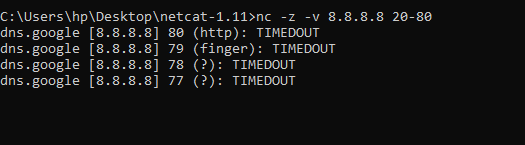 C:\Users\hp\Desktop\netcat-1.11>nc -z -v 8.8.8.8 20-80
dns.google [8.8.8.8] 80 (http): TIMEDOUT
dns.google [8.8.8.8] 79 (finger): TIMEDOUT
dns.google [8.8.8.8] 78 (?): TIMEDOUT
dns.google [8.8.8.8] 77 (?): TIMEDOUT